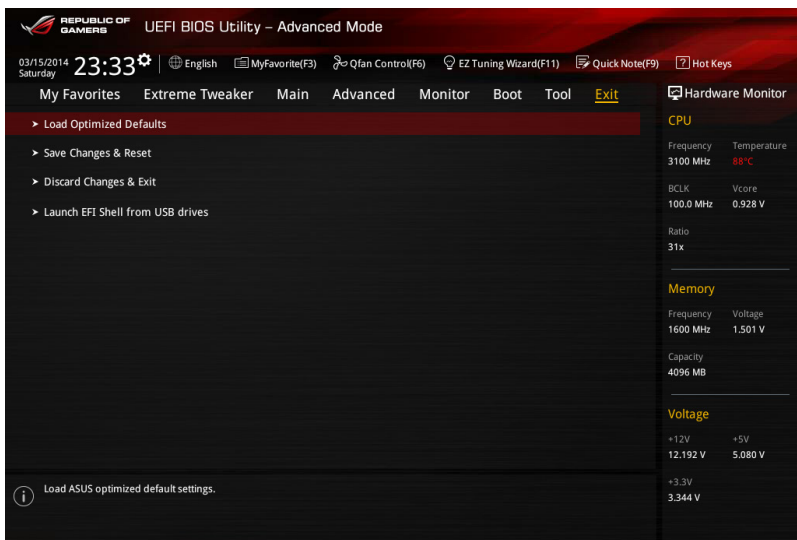 REPUBLIC OF
GAMERS
UEFI BIOS Utility – Advanced Mode
03/15/2014
Saturday
23:33
English
MyFavorite(F3)
Qfan Control(F6)
EZ Tuning Wizard(F11)
Quick Note(F9)
? Hot Keys
My Favorites Extreme Tweaker Main Advanced Monitor Boot Tool Exit
Load Optimized Defaults
Save Changes & Reset
Discard Changes & Exit
Launch EFI Shell from USB drives
Load ASUS optimized default settings.
Hardware Monitor
CPU
Frequency Temperature
3100 MHz 88°C
BCLK Vcore
100.0 MHz 0.928 V
Ratio
31x
Memory
Frequency Voltage
1600 MHz 1.501 V
Capacity
4096 MB
Voltage
+12V +5V
12.192 V 5.080 V
+3.3V
3.344 V